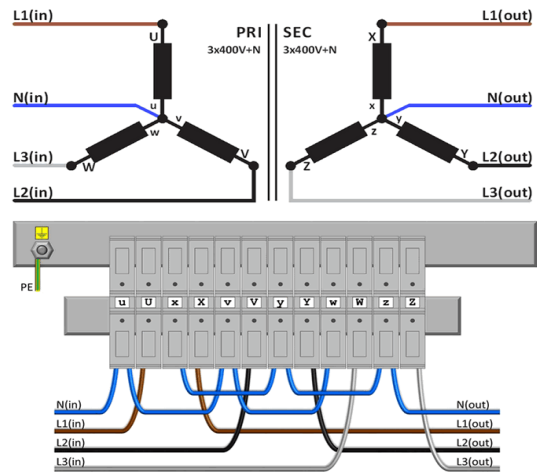 L1(in) L1(out)
U PRI SEC X
3x400V+N 3x400V+N
N(in) u x N(out)
w v z y
L3(in) W V Z Y L2(out)
L2(in) L3(out)
PE
u U x X v V y Y w W z Z
N(in) N(out)
L1(in) L1(out)
L2(in) L2(out)
L3(in) L3(out)